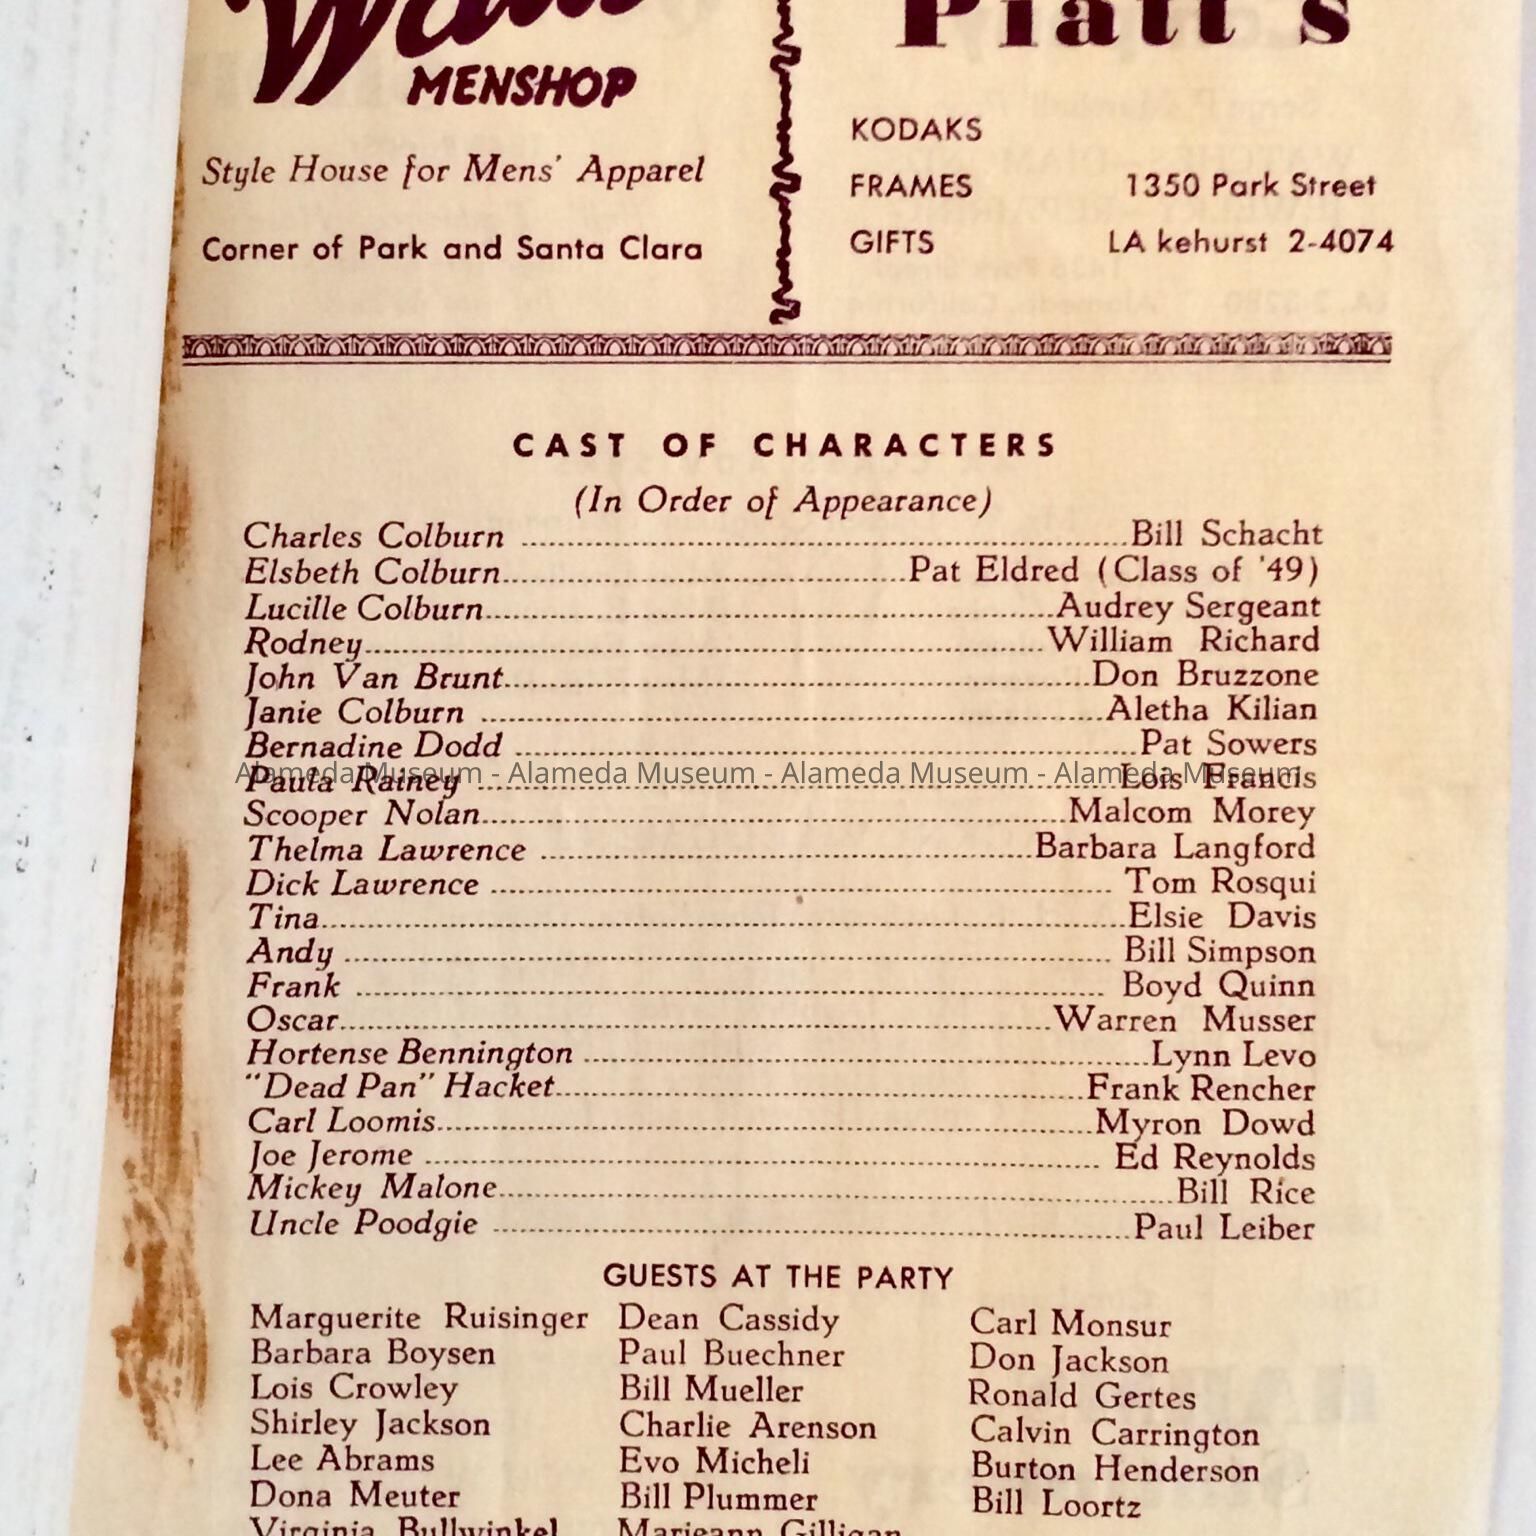 MENSHOP
Style House for Mens' Apparel
Corner of Park and Santa Clara
Piatt's
KODAKS
FRAMES 1350 Park Street
GIFTS LA kehurst 2-4074
CAST OF CHARACTERS
(In Order of Appearance)
Charles Colburn ........ Bill Schacht
Elsbeth Colburn ........ Pat Eldred (Class of '49)
Lucille Colburn ........ Audrey Sergeant
Rodney ........ William Richard
John Van Brunt ........ Don Bruzzone
Janie Colburn ........ Aletha Kilian
Bernadine Dodd ........ Pat Sowers
Alameda Museum - Alameda Museum - Alameda Museum - Alameda Museum
Paula Rainey ........ Lois Francis
Scooper Nolan ........ Malcom Morey
Thelma Lawrence ........ Barbara Langford
Dick Lawrence ........ Tom Rosqui
Tina ........ Elsie Davis
Andy ........ Bill Simpson
Frank ........ Boyd Quinn
Oscar ........ Warren Musser
Hortense Bennington ........ Lynn Levo
"Dead Pan" Hacket ........ Frank Rencher
Carl Loomis ........ Myron Dowd
Joe Jerome ........ Ed Reynolds
Mickey Malone ........ Bill Rice
Uncle Poodgie ........ Paul Leiber
GUESTS AT THE PARTY
Marguerite Ruisinger Dean Cassidy Carl Monsur
Barbara Boysen Paul Buechner Don Jackson
Lois Crowley Bill Mueller Ronald Gertes
Shirley Jackson Charlie Arenson Calvin Carrington
Lee Abrams Evo Micheli Burton Henderson
Dona Meuter Bill Plummer Bill Loortz
Virginia Bullwinkel Marieann Gilligan